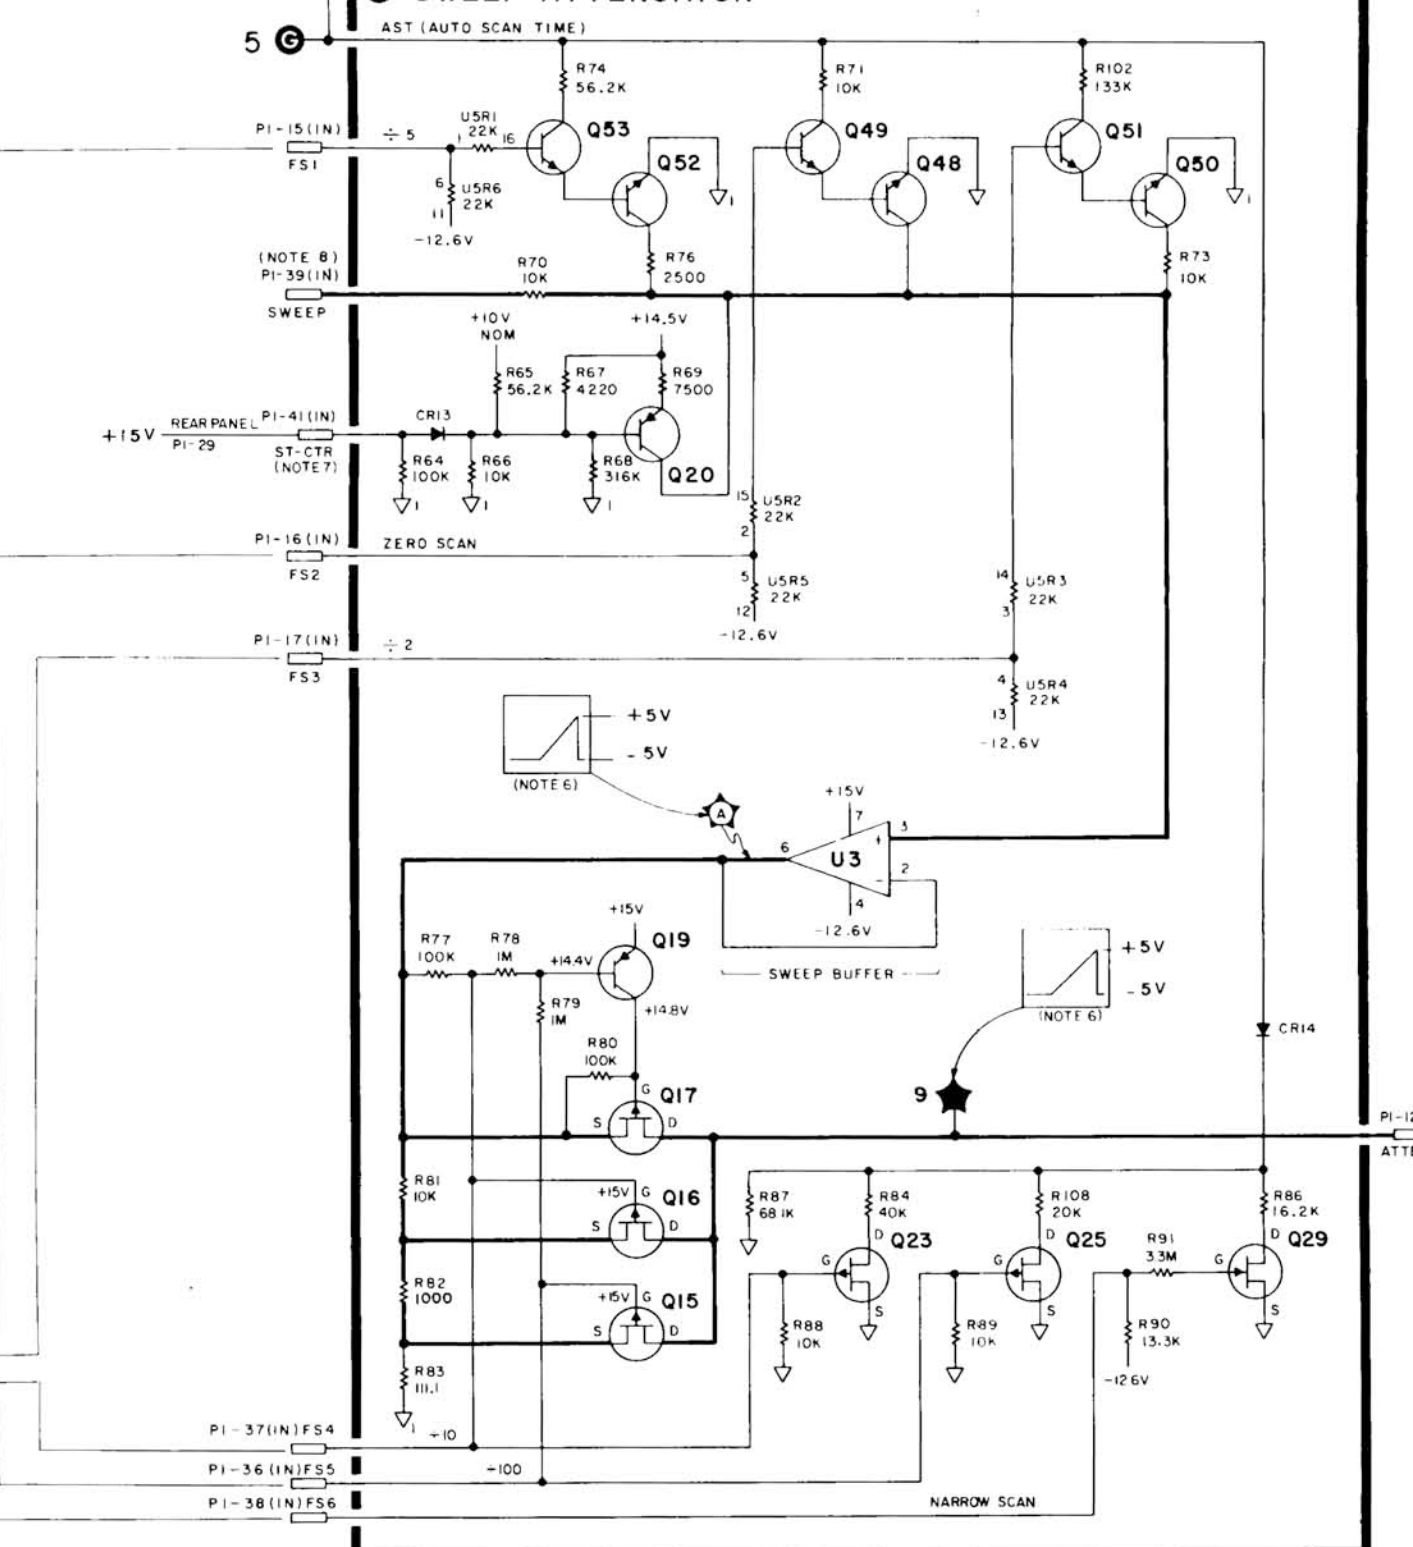 AST (AUTO SCAN TIME)
5 G
R74
56.2K
R71
10K
R102
133K
P1-15(IN)
FS1
÷ 5
U5R1
22K
1
16
Q53
Q49
Q51
6
U5R6
22K
11
-12.6V
Q52
1
Q48
Q50
1
(NOTE 8)
P1-39(IN)
SWEEP
R70
10K
R76
2500
R73
10K
+10V
NOM
+14.5V
R65
56.2K
R67
4220
R69
7500
+15V
REAR PANEL
P1-29
P1-41(IN)
ST-CTR
(NOTE 7)
CR13
R64
100K
1
R66
10K
1
R68
316K
1
Q20
15
U5R2
22K
2
P1-16(IN)
FS2
ZERO SCAN
5
U5R5
22K
12
-12.6V
14
U5R3
22K
3
P1-17(IN)
FS3
÷ 2
4
U5R4
22K
13
-12.6V
+5V
-5V
(NOTE 6)
A
+15V
7
3
+
6
U3
2
-
4
-12.6V
SWEEP BUFFER
+15V
R77
100K
R78
1M
+14.4V
Q19
+14.8V
R79
1M
R80
100K
+5V
-5V
(NOTE 6)
CR14
9
G
Q17
S
D
P1-12
ATTE
R81
10K
+15V
G
Q16
S
D
R87
68.1K
R84
40K
R108
20K
R86
16.2K
D
Q23
G
S
D
Q25
G
S
R91
3.3M
D
Q29
G
S
R82
1000
+15V
G
Q15
S
D
R88
10K
R89
10K
R90
13.3K
-12.6V
R83
111.1
1
P1-37(IN)FS4
÷10
P1-36(IN)FS5
÷100
P1-38(IN)FS6
NARROW SCAN